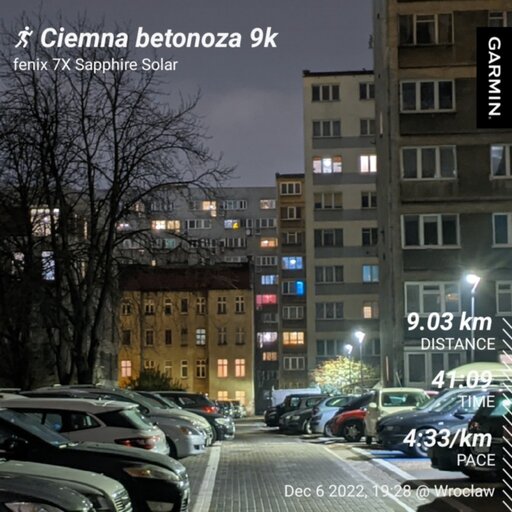 Ciemna betonoza 9k
fenix 7X Sapphire Solar
GARMIN.
9.03 km
DISTANCE
41:09
TIME
4:33/km
PACE
Dec 6 2022, 19:28 @ Wrocław